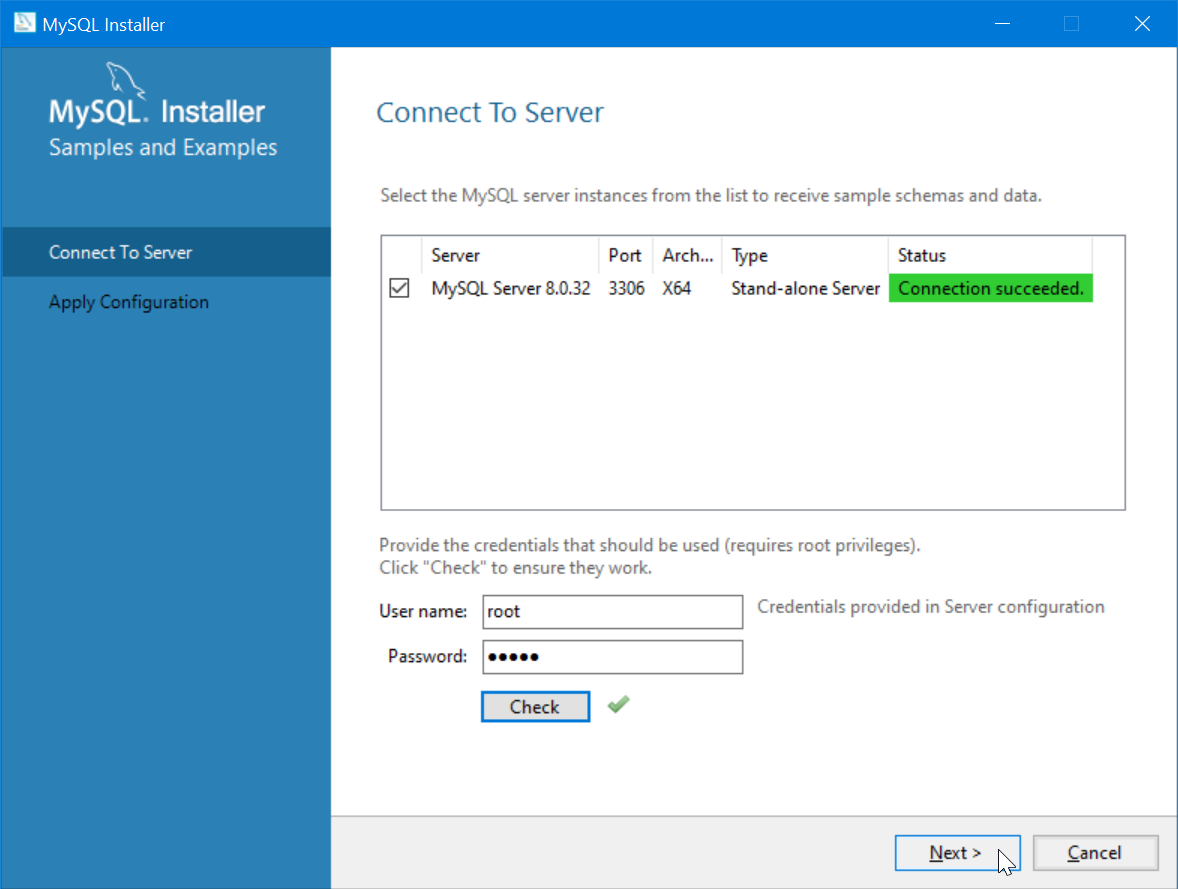 MySQL Installer
MySQL. Installer
Samples and Examples
Connect To Server
Apply Configuration
Connect To Server
Select the MySQL server instances from the list to receive sample schemas and data.
Server Port Arch... Type Status
MySQL Server 8.0.32 3306 X64 Stand-alone Server Connection succeeded.
Provide the credentials that should be used (requires root privileges).
Click "Check" to ensure they work.
User name: root Credentials provided in Server configuration
Password: ●●●●●
Check
Next > Cancel